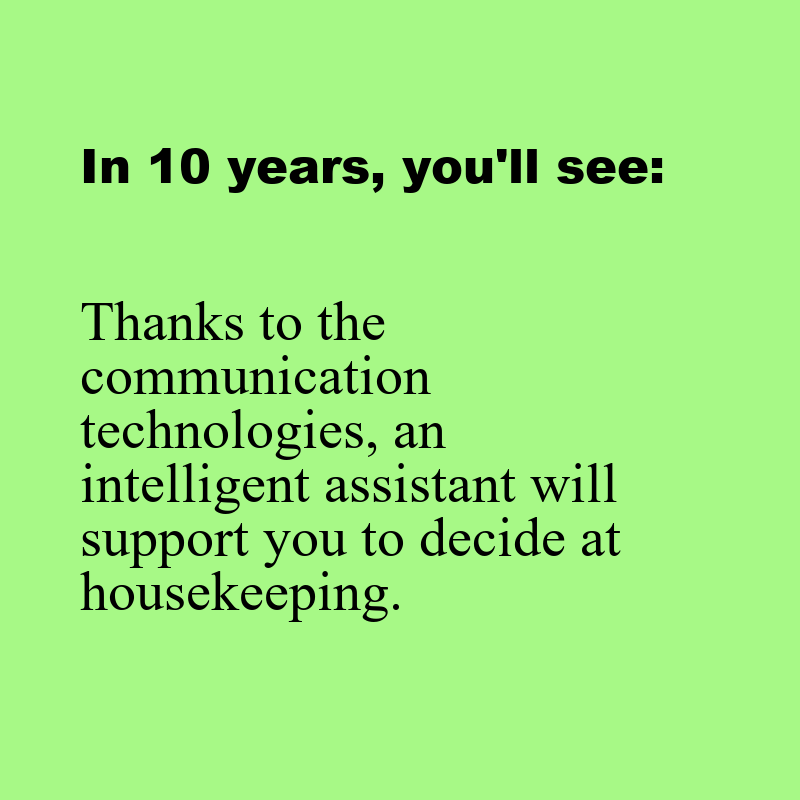 In 10 years, you'll see:
Thanks to the
communication
technologies, an
intelligent assistant will
support you to decide at
housekeeping.